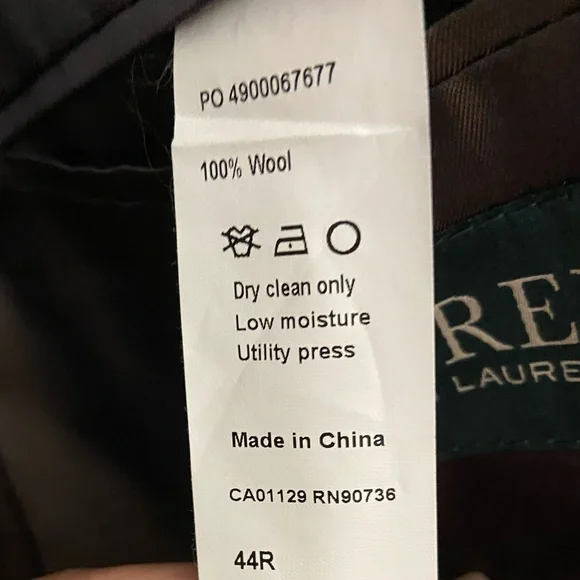 PO 4900067677
100% Wool
Dry clean only
Low moisture
Utility press
Made in China
CA01129 RN90736
44R